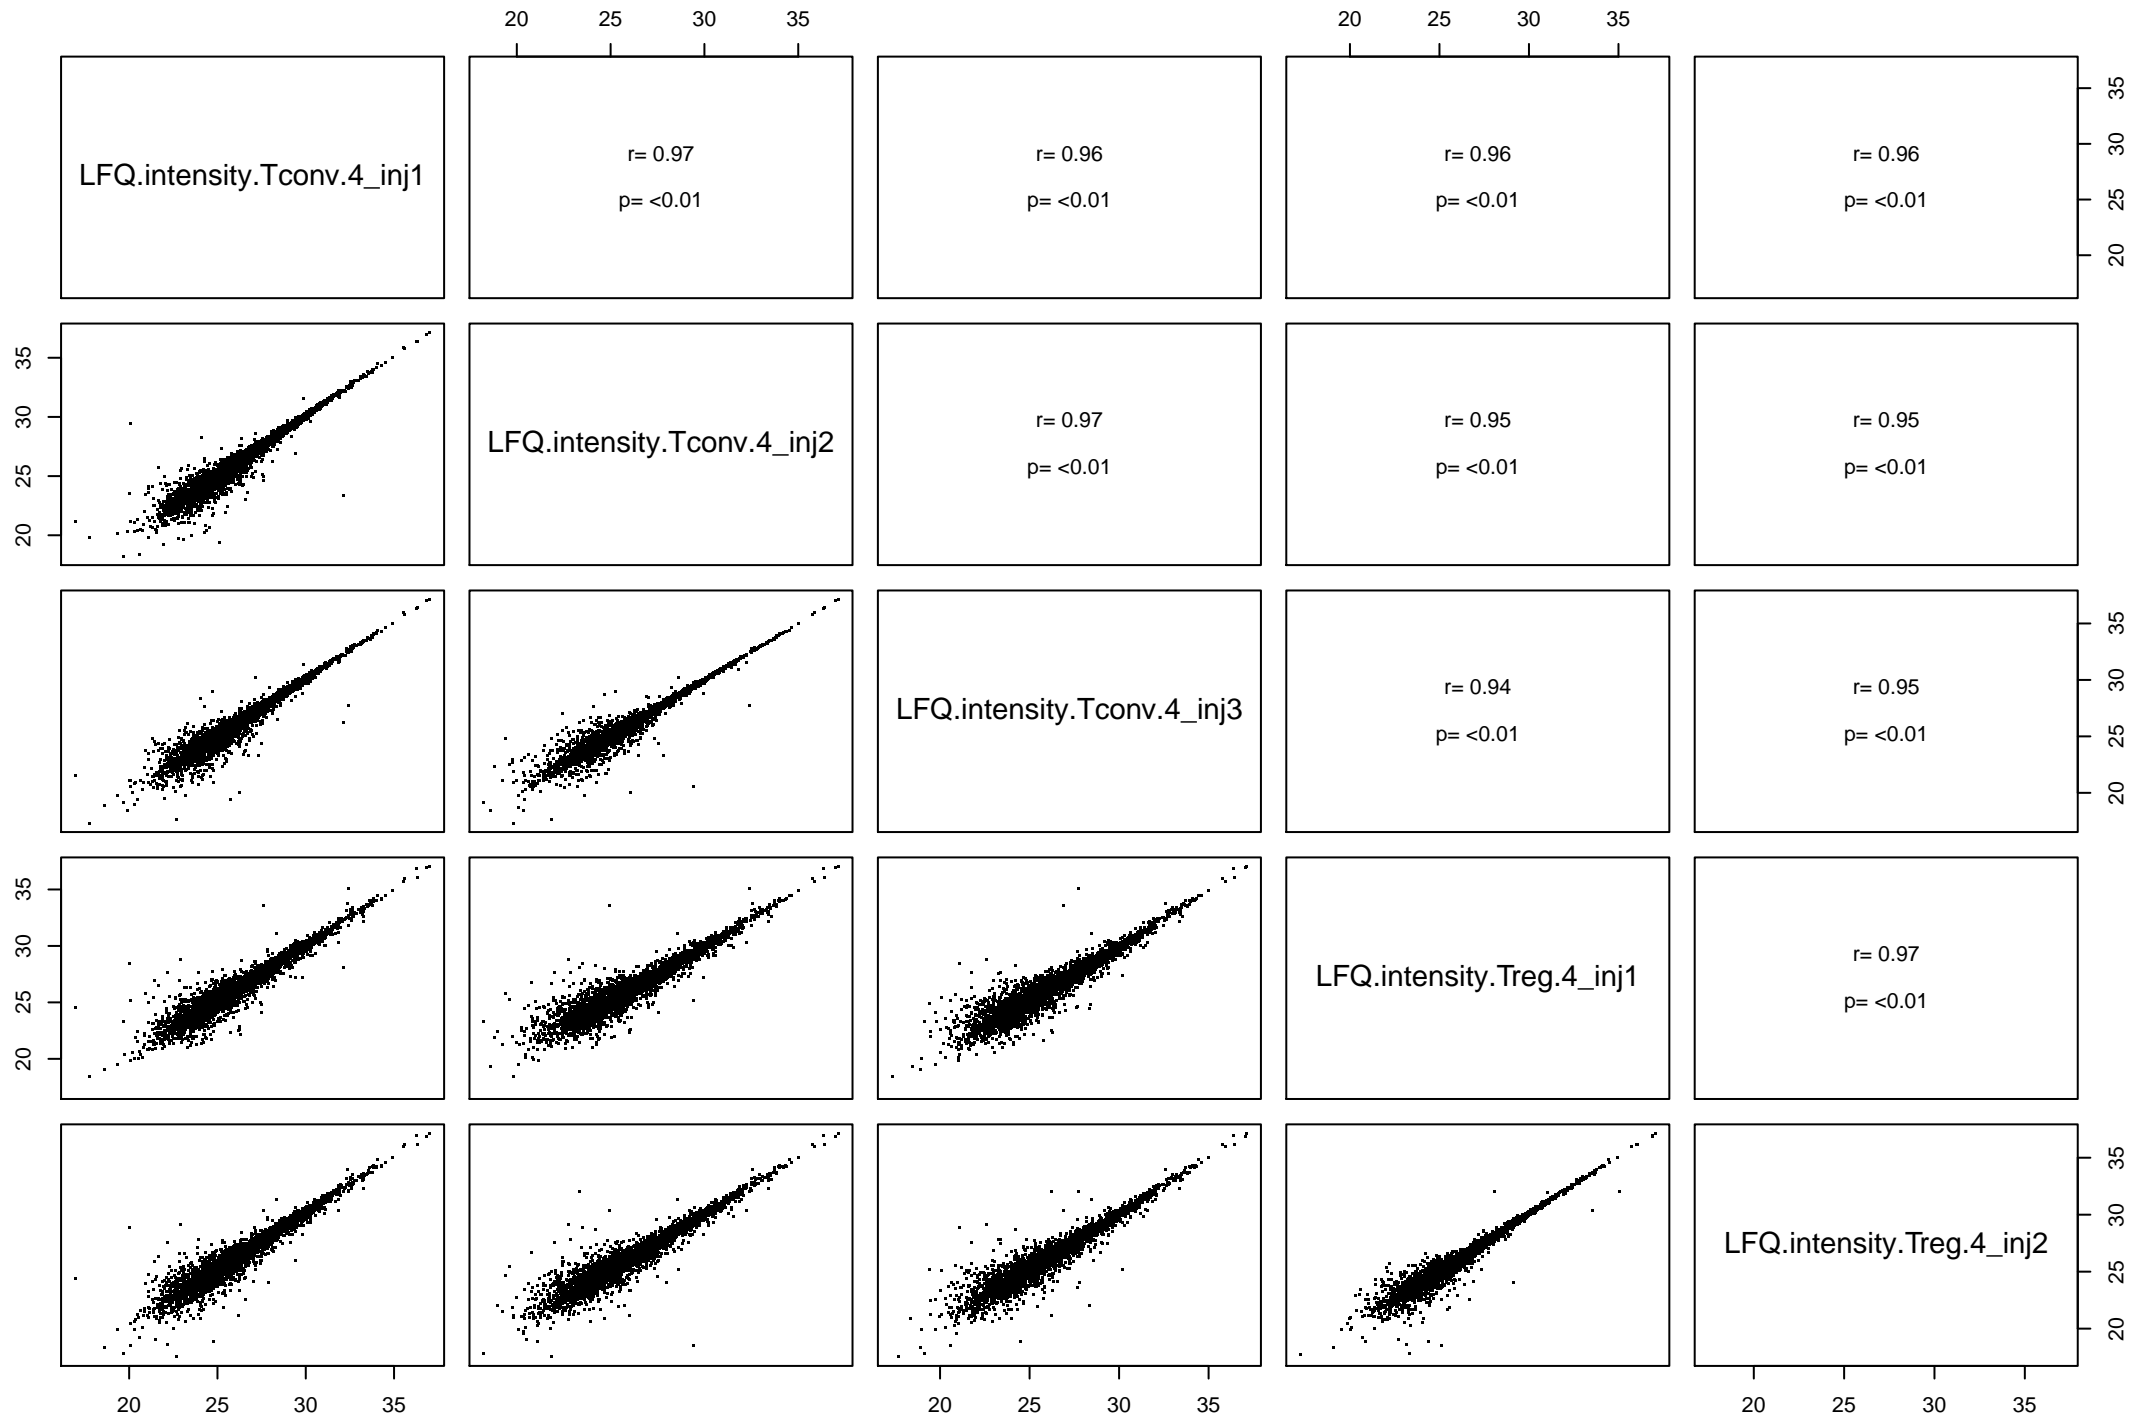 20 25 30 35 20 25 30 35
LFQ.intensity.Tconv.4_inj1
r= 0.97
p= <0.01
r= 0.96
p= <0.01
r= 0.96
p= <0.01
r= 0.96
p= <0.01
20 25 30 35
20 25 30 35
LFQ.intensity.Tconv.4_inj2
r= 0.97
p= <0.01
r= 0.95
p= <0.01
r= 0.95
p= <0.01
LFQ.intensity.Tconv.4_inj3
r= 0.94
p= <0.01
r= 0.95
p= <0.01
20 25 30 35
20 25 30 35
LFQ.intensity.Treg.4_inj1
r= 0.97
p= <0.01
LFQ.intensity.Treg.4_inj2
20 25 30 35
20 25 30 35 20 25 30 35 20 25 30 35